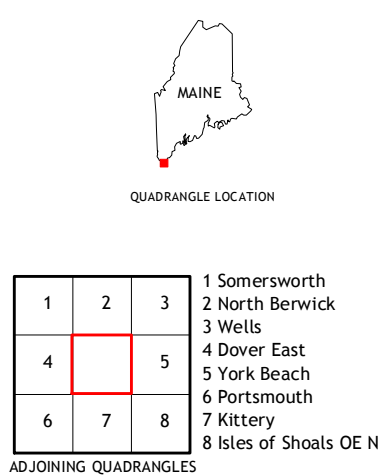 MAINE
QUADRANGLE LOCATION
1 2 3
4 5
6 7 8
1 Somersworth
2 North Berwick
3 Wells
4 Dover East
5 York Beach
6 Portsmouth
7 Kittery
8 Isles of Shoals OE N
ADJOINING QUADRANGLES